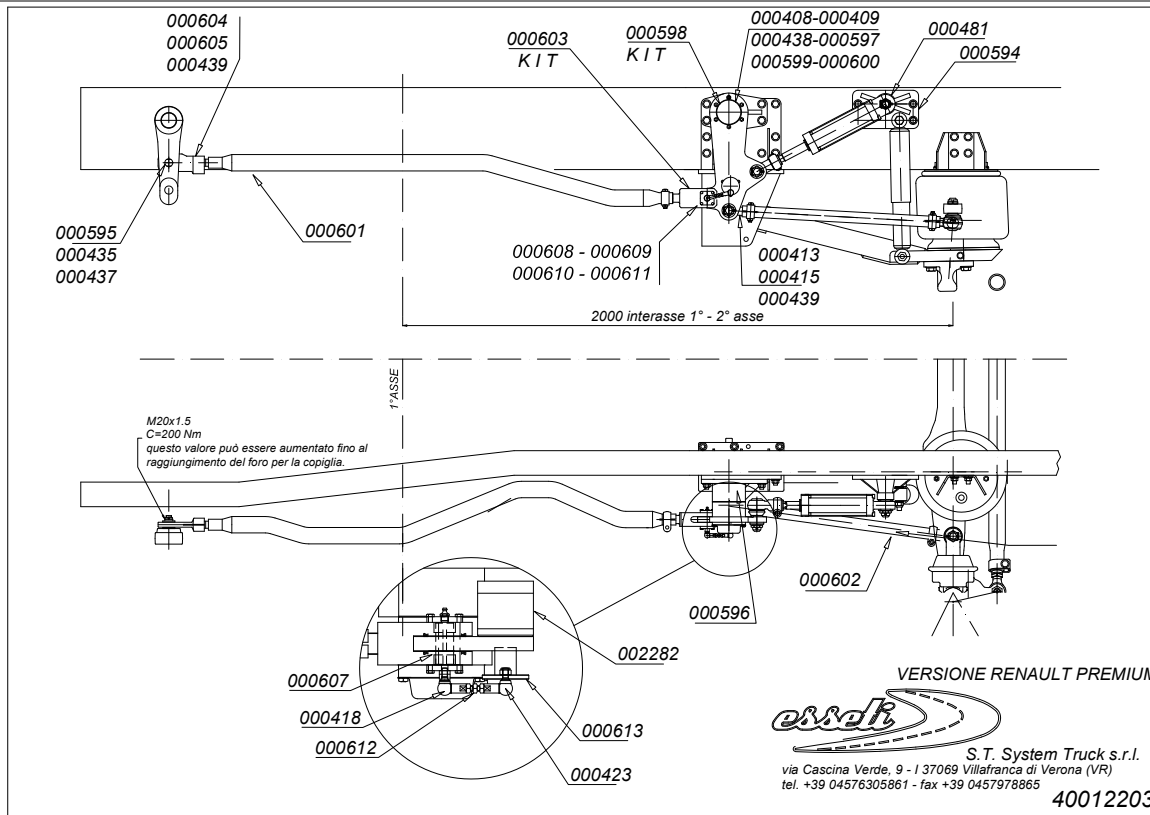 000604
000605
000439
000603
K I T
000598
K I T
000408-000409
000438-000597
000599-000600
000481
000594
000595
000435
000437
000601
000608 - 000609
000610 - 000611
000413
000415
000439
2000 interasse 1° - 2° asse
1°ASSE
M20x1.5
C=200 Nm
questo valore può essere aumentato fino al
raggiungimento del foro per la copiglia.
000602
000596
002282
000607
000418
000612
000613
000423
VERSIONE RENAULT PREMIUM
esseti
S.T. System Truck s.r.l.
via Cascina Verde, 9 - I 37069 Villafranca di Verona (VR)
tel. +39 04576305861 - fax +39 0457978865
40012203